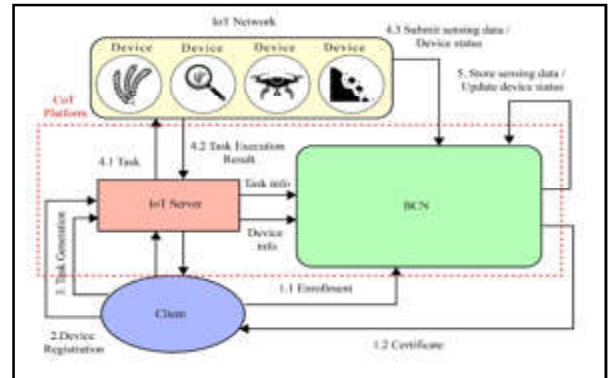 IoT Network
Device Device Device Device
4.3 Submit sensing data /
Device status
5. Store sensing data /
Update device status
CoT
Platform
4.1 Task
4.2 Task Execution
Result
Task info
IoT Server
BCN
Device
info
3. Task Generation
1.1 Enrollment
Client
2.Device
Registration
1.2 Certificate